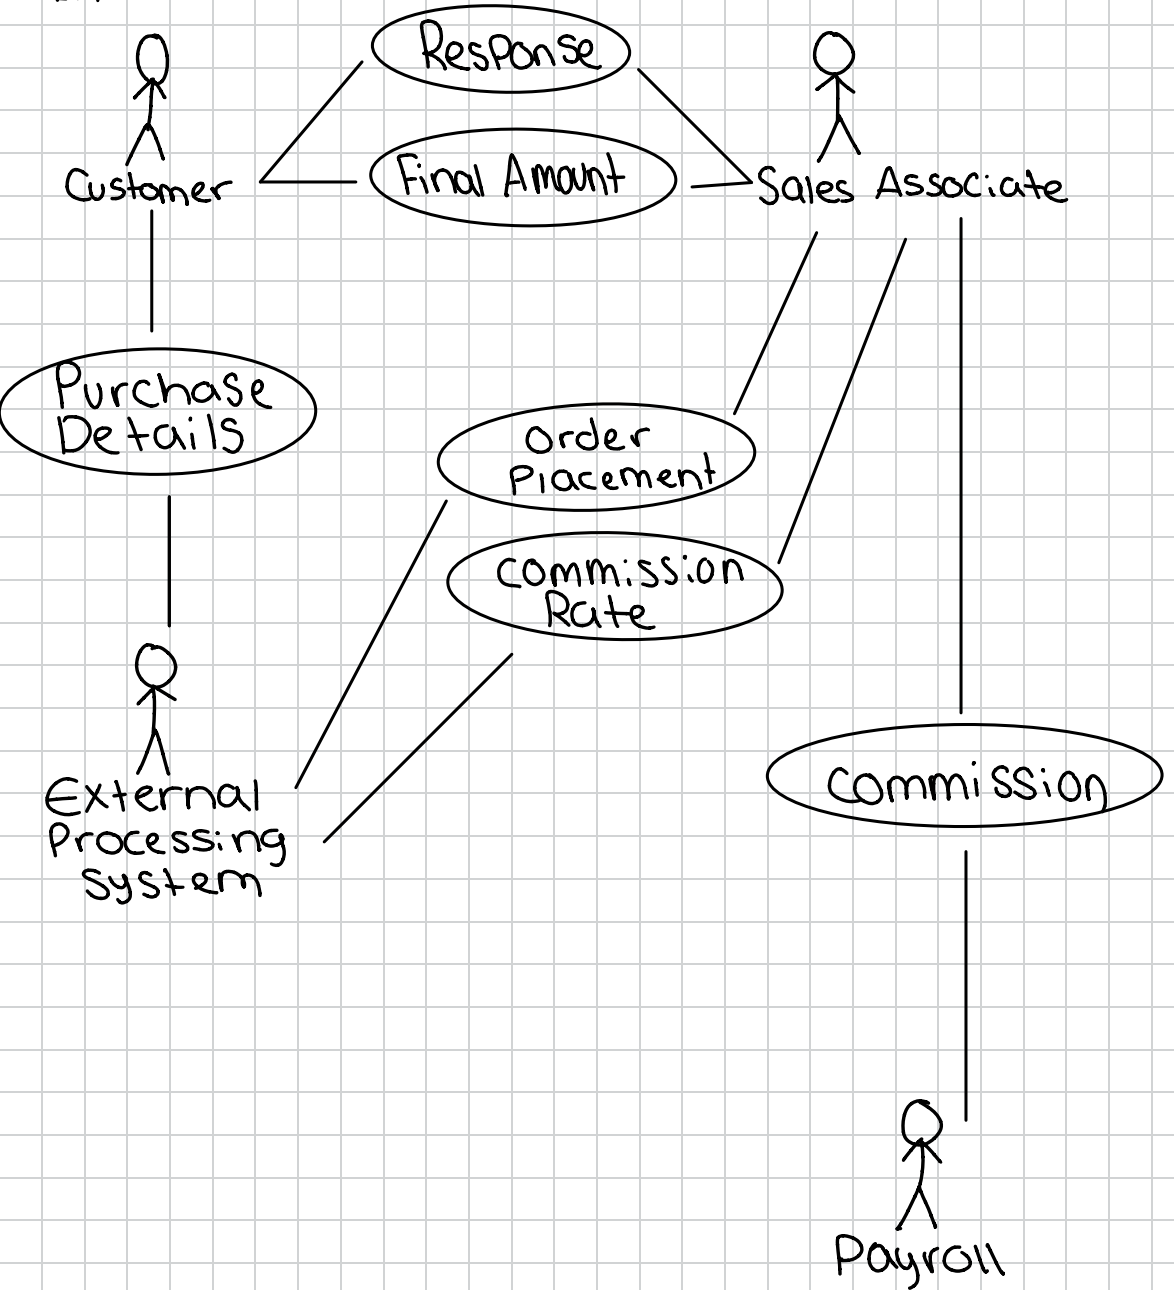 Response
Customer
Final Amount
Sales Associate
Purchase
Details
Order
Placement
Commission
Rate
External
Processing
System
Commission
Payroll